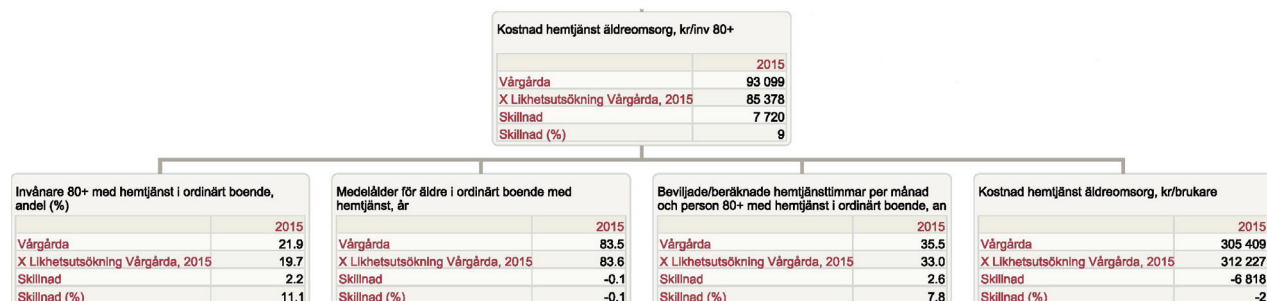 Kostnad hemtjänst äldreomsorg, kr/inv 80+
2015
Vårgårda 93 099
X Likhetsutsökning Vårgårda, 2015 85 378
Skillnad 7 720
Skillnad (%) 9
Invånare 80+ med hemtjänst i ordinärt boende,
andel (%)
2015
Vårgårda 21.9
X Likhetsutsökning Vårgårda, 2015 19.7
Skillnad 2.2
Skillnad (%) 11.1
Medelålder för äldre i ordinärt boende med
hemtjänst, år
2015
Vårgårda 83.5
X Likhetsutsökning Vårgårda, 2015 83.6
Skillnad -0.1
Skillnad (%) -0.1
Beviljade/beräknade hemtjänsttimmar per månad
och person 80+ med hemtjänst i ordinärt boende, an
2015
Vårgårda 35.5
X Likhetsutsökning Vårgårda, 2015 33.0
Skillnad 2.6
Skillnad (%) 7.8
Kostnad hemtjänst äldreomsorg, kr/brukare
2015
Vårgårda 305 409
X Likhetsutsökning Vårgårda, 2015 312 227
Skillnad -6 818
Skillnad (%) -2